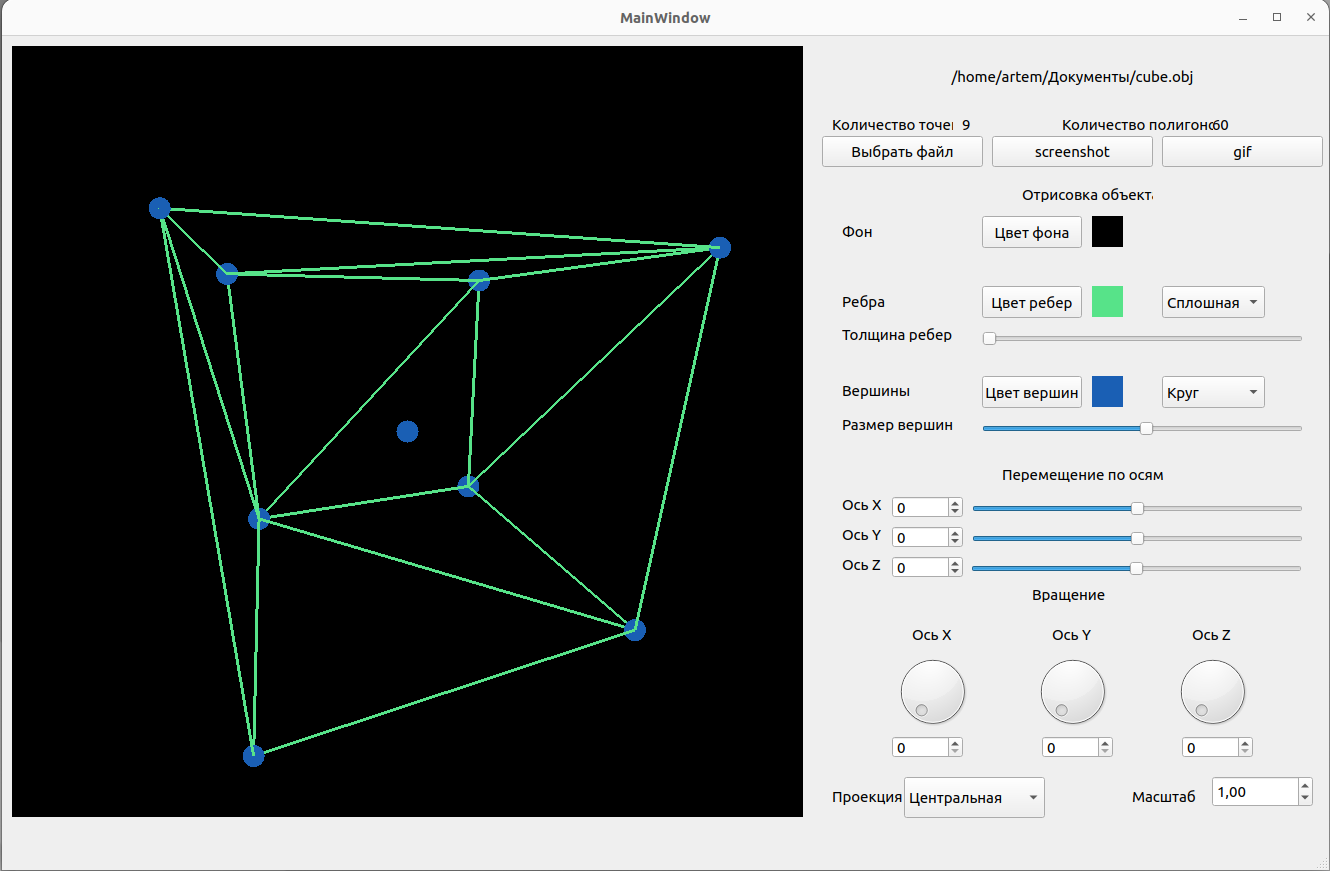 MainWindow
/home/artem/Документы/cube.obj
Количество точе 9 Количество полигоно 60
Выбрать файл screenshot gif
Отрисовка объекта
Фон Цвет фона
Ребра Цвет ребер Сплошная
Толщина ребер
Вершины Цвет вершин Круг
Размер вершин
Перемещение по осям
Ось X 0
Ось Y 0
Ось Z 0
Вращение
Ось X Ось Y Ось Z
0 0 0
Проекция Центральная Масштаб 1,00